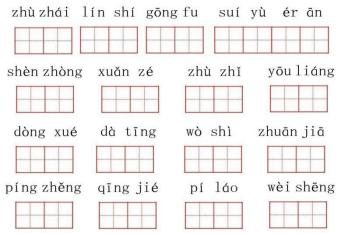 zhù zhái lín shí gōng fu suí yù ér ān
shèn zhòng xuǎn zé zhù zhǐ yōu liáng
dòng xué dà tīng wò shì zhuān jiā
píng zhěng qīng jié pí láo wèi shēng